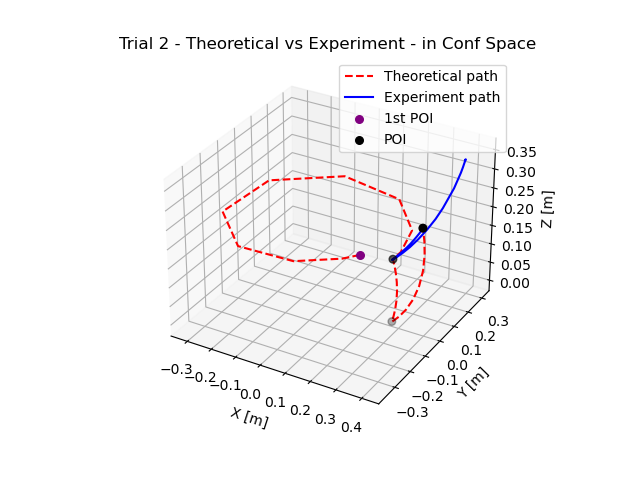 Trial 2 - Theoretical vs Experiment - in Conf Space
Theoretical path
Experiment path
1st POI
POI
0.35
0.30
0.25
0.20
0.15
0.10
0.05
0.00
Z [m]
0.3
0.2
0.1
0.0
−0.1
−0.2
−0.3
Y [m]
−0.3
−0.2
−0.1
0.0
0.1
0.2
0.3
0.4
X [m]